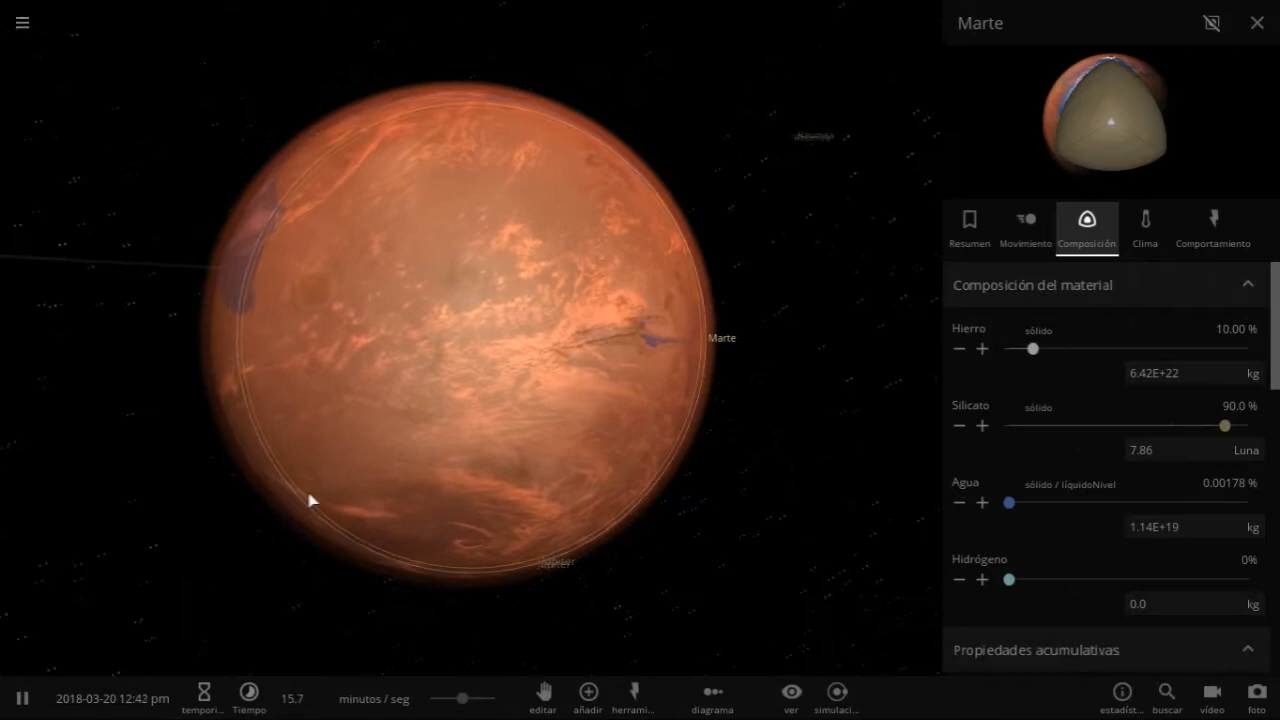 Marte
Resumen
Movimiento
Composición
Clima
Comportamiento
Composición del material
Hierro
sólido
10.00 %
6.42E+22
kg
Silicato
sólido
90.0 %
7.86
Luna
Agua
sólido / líquidoNivel
0.00178 %
1.14E+19
kg
Hidrógeno
0%
0.0
kg
Propiedades acumulativas
Marte
2018-03-20 12:43 pm
tempori...
Tiempo
15.7
minutos / seg
editar
añadir
herrami...
diagrama
ver
simulaci...
estadíst...
buscar
vídeo
foto